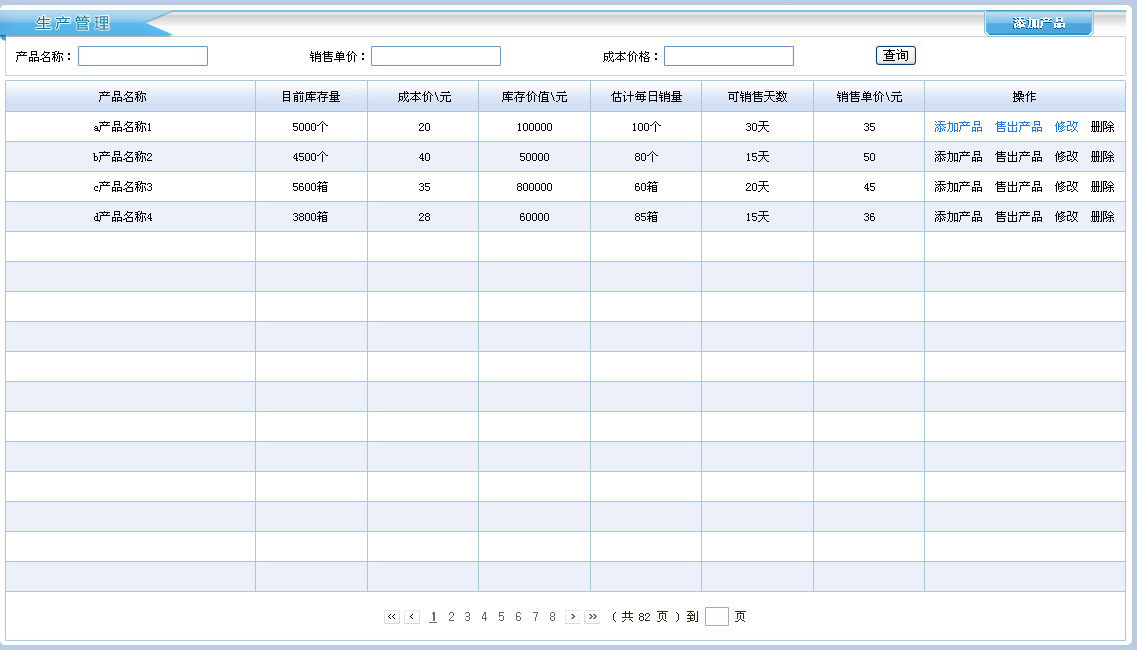 生产管理 添加产品
产品名称： 销售单价： 成本价格： 查询
产品名称 目前库存量 成本价\元 库存价值\元 估计每日销量 可销售天数 销售单价\元 操作
a产品名称1 5000个 20 100000 100个 30天 35 添加产品 售出产品 修改 删除
b产品名称2 4500个 40 50000 80个 15天 50 添加产品 售出产品 修改 删除
c产品名称3 5600箱 35 800000 60箱 20天 45 添加产品 售出产品 修改 删除
d产品名称4 3800箱 28 60000 85箱 15天 36 添加产品 售出产品 修改 删除
« ‹ 1 2 3 4 5 6 7 8 › » （ 共 82 页 ）到 页